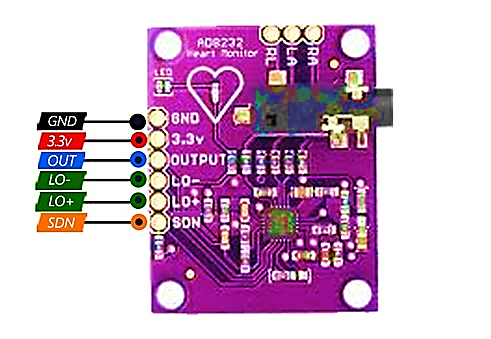 AD8232
Heart Monitor
LED
RL
LA
RA
GND
3.3v
OUT
LO-
LO+
SDN
GND
3.3v
OUTPUT
LO-
LO+
SDN